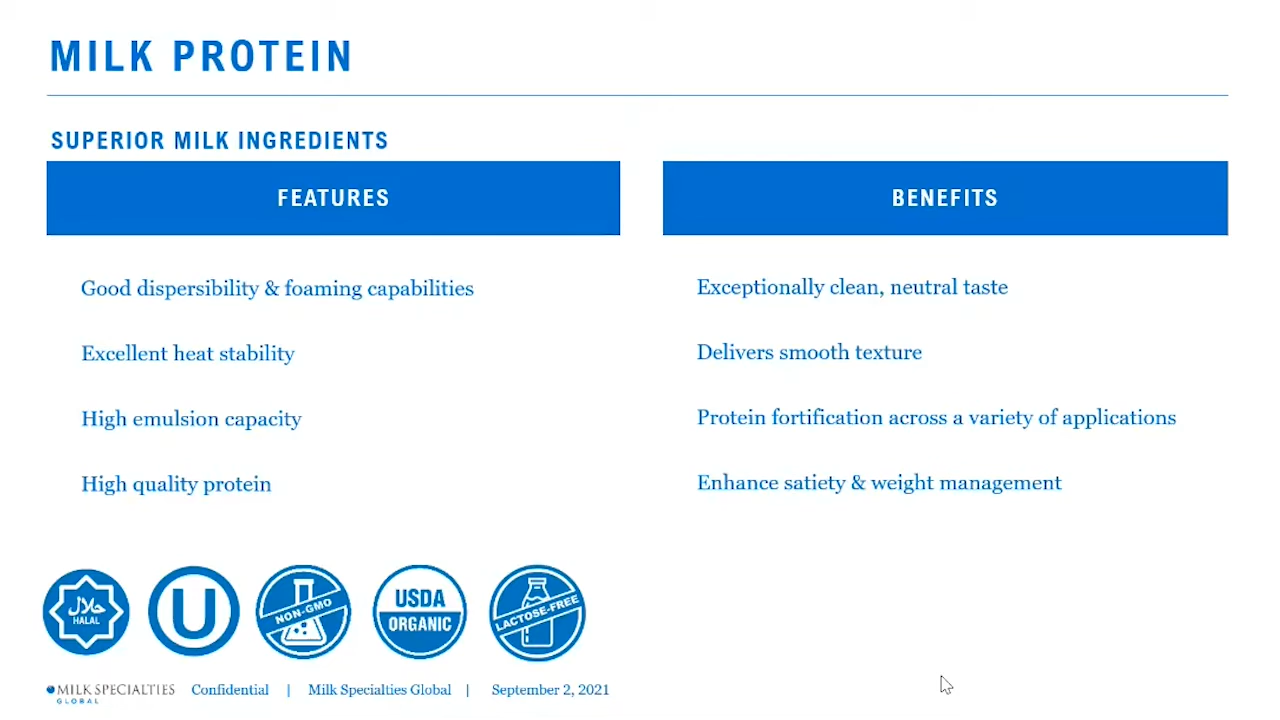 MILK PROTEIN
SUPERIOR MILK INGREDIENTS
FEATURES
Good dispersibility & foaming capabilities
Excellent heat stability
High emulsion capacity
High quality protein
BENEFITS
Exceptionally clean, neutral taste
Delivers smooth texture
Protein fortification across a variety of applications
Enhance satiety & weight management
حلال
HALAL
U
NON-GMO
USDA
ORGANIC
LACTOSE-FREE
MILK SPECIALTIES
GLOBAL
Confidential | Milk Specialties Global | September 2, 2021